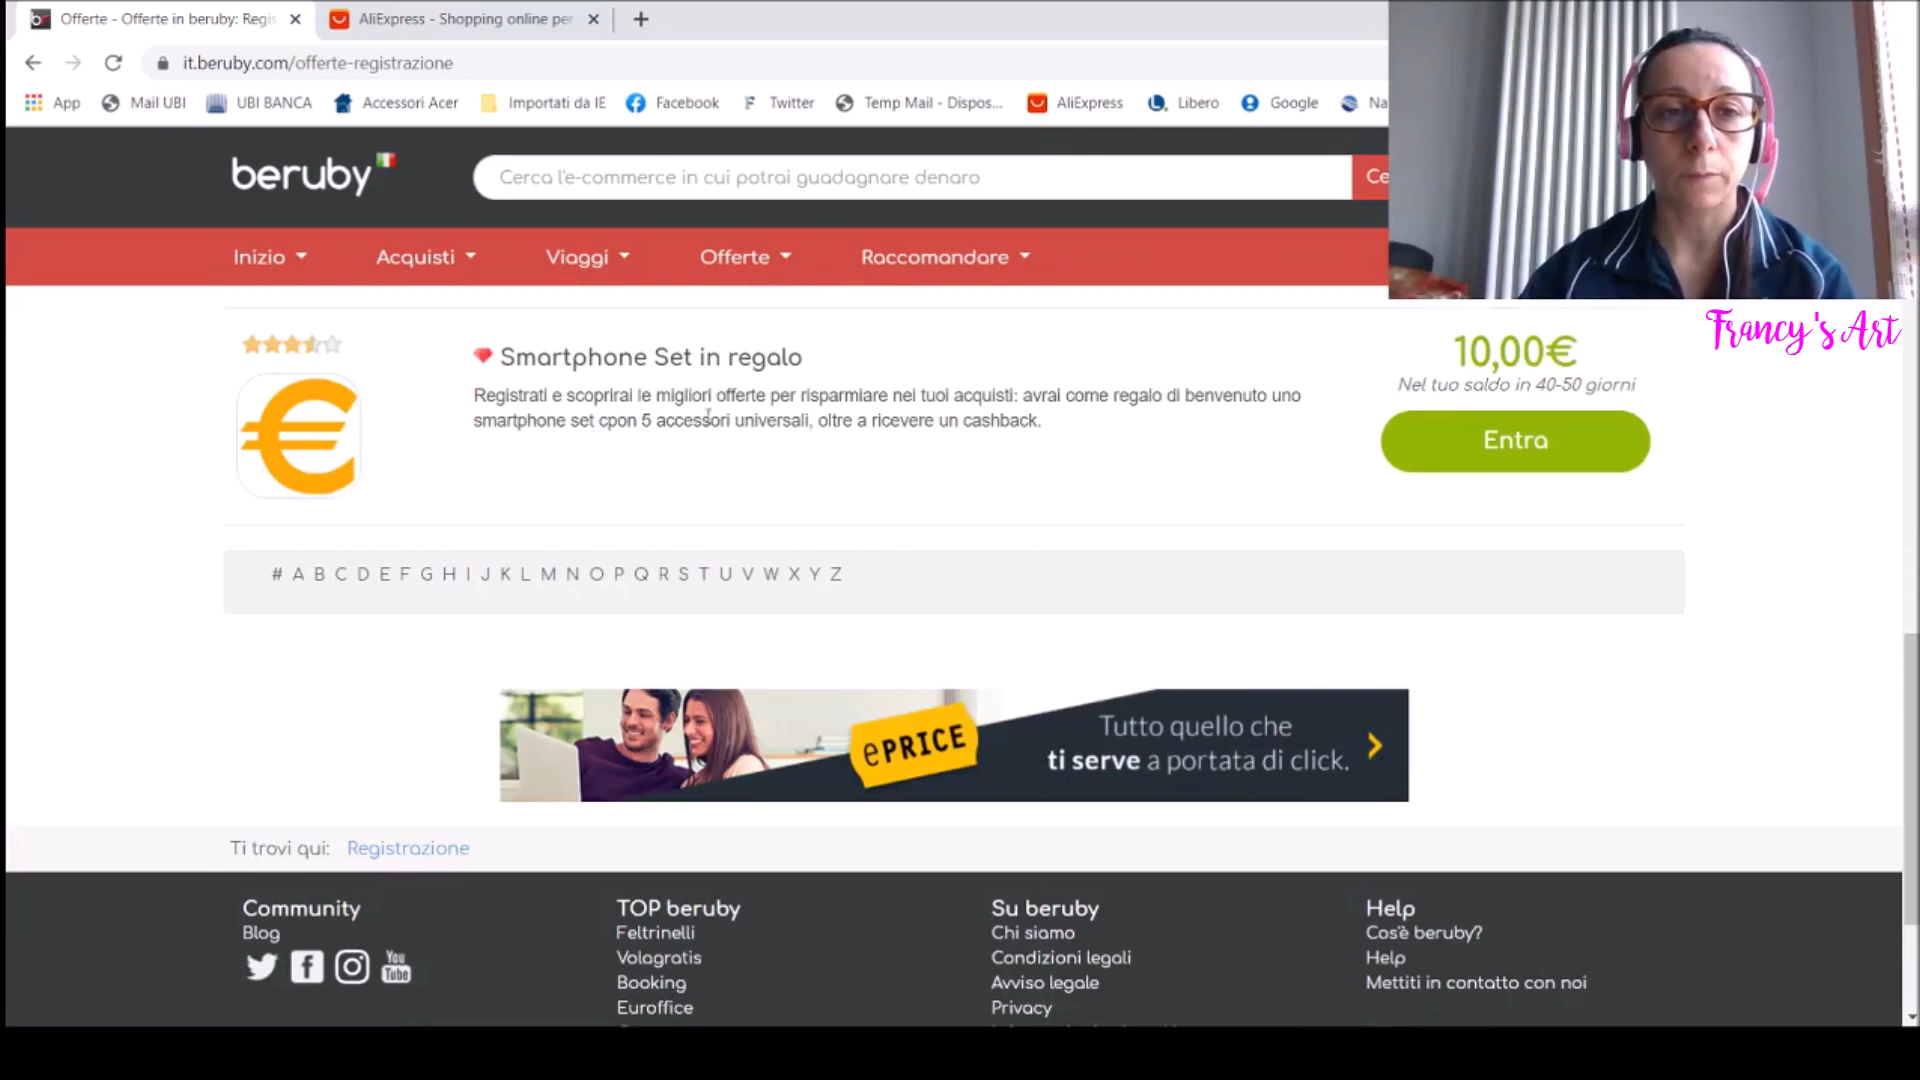 Offerte - Offerte in beruby: Regis
AliExpress - Shopping online per
it.beruby.com/offerte-registrazione
App
Mail UBI
UBI BANCA
Accessori Acer
Importati da IE
Facebook
Twitter
Temp Mail - Dispos...
AliExpress
Libero
Google
Na
beruby
Cerca l'e-commerce in cui potrai guadagnare denaro
Ce
Inizio
Acquisti
Viaggi
Offerte
Raccomandare
Francy's Art
Smartphone Set in regalo
Registrati e scoprirai le migliori offerte per risparmiare nel tuoi acquisti: avrai come regalo di benvenuto uno
smartphone set cpon 5 accessori universali, oltre a ricevere un cashback.
10,00€
Nel tuo saldo in 40-50 giorni
Entra
# A B C D E F G H I J K L M N O P Q R S T U V W X Y Z
ePRICE
Tutto quello che
ti serve a portata di click.
Ti trovi qui: Registrazione
Community
Blog
You
Tube
TOP beruby
Feltrinelli
Volagratis
Booking
Euroffice
Su beruby
Chi siamo
Condizioni legali
Avviso legale
Privacy
Help
Cos'è beruby?
Help
Mettiti in contatto con noi